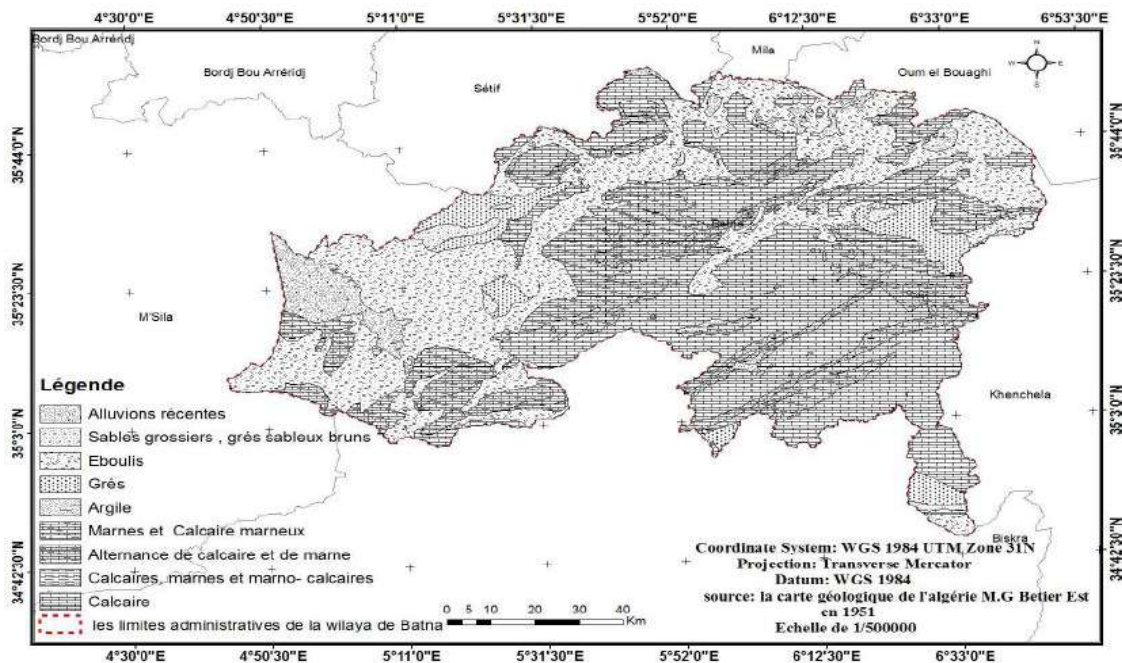 4°30'0"E 4°50'30"E 5°11'0"E 5°31'30"E 5°52'0"E 6°12'30"E 6°33'0"E 6°53'30"E
Bordj Bou Arréridj
Bordj Bou Arréridj
Sétif
Mila
Oum el Bouaghi
N
W E
S
35°44'0"N
35°44'0"N
35°23'30"N
35°23'30"N
M'Sila
Khenchela
35°3'0"N
35°3'0"N
34°42'30"N
34°42'30"N
Biskra
Légende
Alluvions récentes
Sables grossiers , grés sableux bruns
Eboulis
Grés
Argile
Marnes et Calcaire marneux
Alternance de calcaire et de marne
Calcaires, marnes et marno- calcaires
Calcaire
les limites administratives de la wilaya de Batna
0 5 10 20 30 40
Km
Coordinate System: WGS 1984 UTM Zone 31N
Projection: Transverse Mercator
Datum: WGS 1984
source: la carte géologique de l'algérie M.G Betier Est
en 1951
Echelle de 1/500000
4°30'0"E 4°50'30"E 5°11'0"E 5°31'30"E 5°52'0"E 6°12'30"E 6°33'0"E